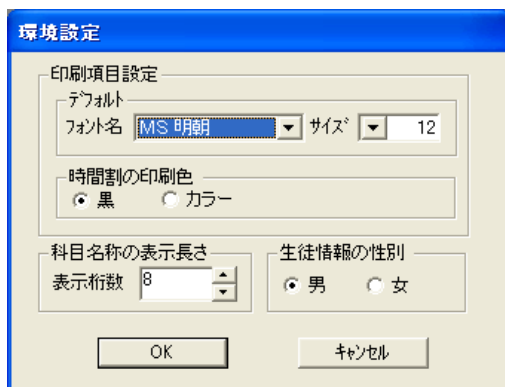 環境設定
印刷項目設定
ﾃﾞﾌｫﾙﾄ
ﾌｫﾝﾄ名 MS 明朝 ｻｲｽﾞ 12
時間割の印刷色
黒 カラー
科目名称の表示長さ 生徒情報の性別
表示桁数 8 男 女
OK ｷｬﾝｾﾙ